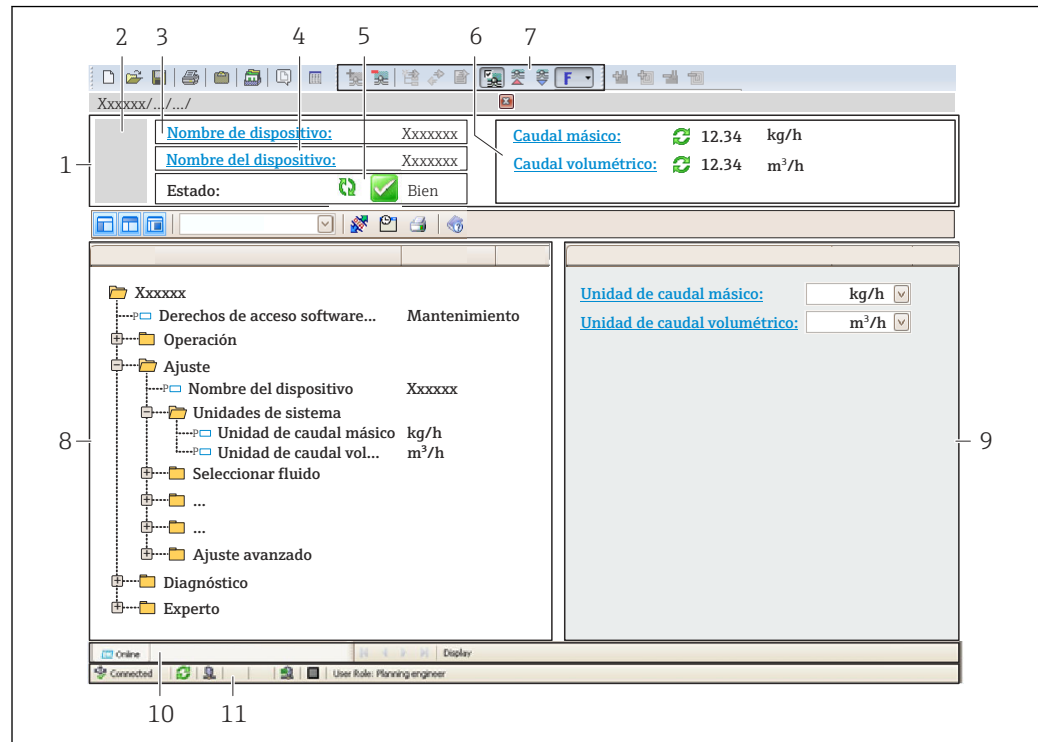 2 3 4 5 6 7
F
Xxxxxx/.../.../
1
Nombre de dispositivo: Xxxxxxx
Nombre del dispositivo: Xxxxxxx
Estado: Bien
Caudal másico: 12.34 kg/h
Caudal volumétrico: 12.34 m³/h
Xxxxxx
Derechos de acceso software... Mantenimiento
Operación
Ajuste
Nombre del dispositivo Xxxxxx
Unidades de sistema
Unidad de caudal másico kg/h
Unidad de caudal vol... m³/h
Seleccionar fluido
...
...
Ajuste avanzado
Diagnóstico
Experto
8
Unidad de caudal másico: kg/h
Unidad de caudal volumétrico: m³/h
9
Online Display
Connected User Role: Planning engineer
10 11